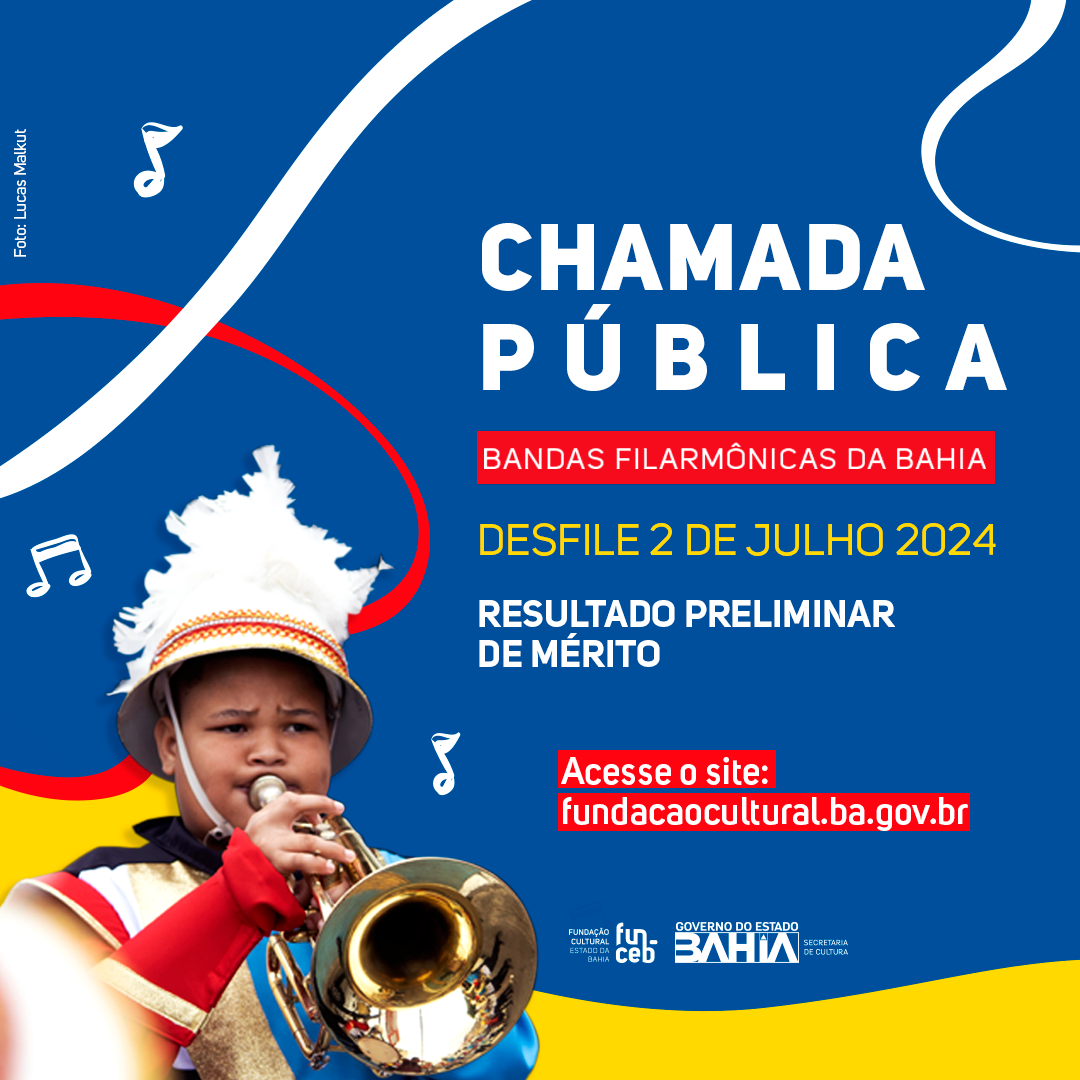 Foto: Lucas Malkut
CHAMADA
PÚBLICA
BANDAS FILARMÔNICAS DA BAHIA
DESFILE 2 DE JULHO 2024
RESULTADO PRELIMINAR
DE MÉRITO
Acesse o site:
fundacaocultural.ba.gov.br
FUNDAÇÃO
CULTURAL
ESTADO DA
BAHIA
fun-
ceb
GOVERNO DO ESTADO
BAHIA
SECRETARIA
DE CULTURA